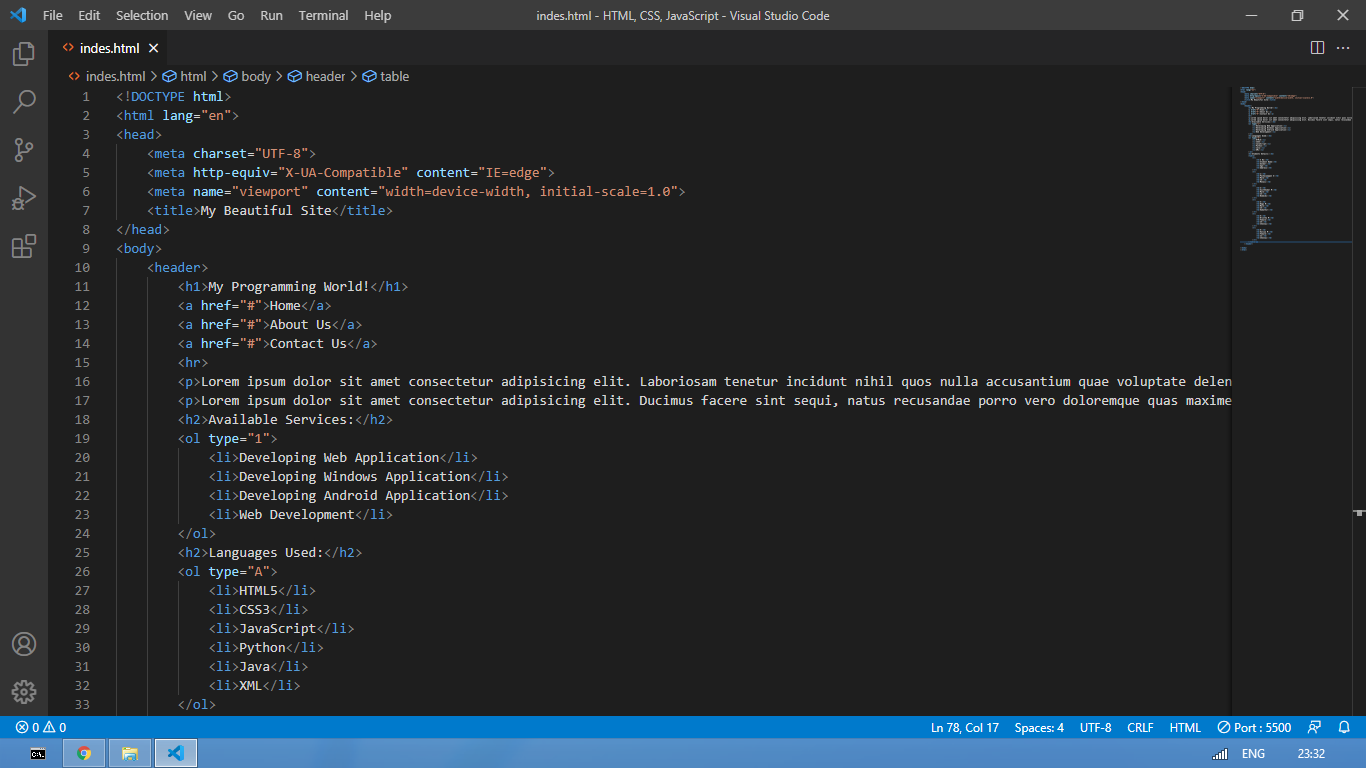 File Edit Selection View Go Run Terminal Help indes.html - HTML, CSS, JavaScript - Visual Studio Code
indes.html
indes.html > html > body > header > table
1 <!DOCTYPE html>
2 <html lang="en">
3 <head>
4 <meta charset="UTF-8">
5 <meta http-equiv="X-UA-Compatible" content="IE=edge">
6 <meta name="viewport" content="width=device-width, initial-scale=1.0">
7 <title>My Beautiful Site</title>
8 </head>
9 <body>
10 <header>
11 <h1>My Programming World!</h1>
12 <a href="#">Home</a>
13 <a href="#">About Us</a>
14 <a href="#">Contact Us</a>
15 <hr>
16 <p>Lorem ipsum dolor sit amet consectetur adipisicing elit. Laboriosam tenetur incidunt nihil quos nulla accusantium quae voluptate delen
17 <p>Lorem ipsum dolor sit amet consectetur adipisicing elit. Ducimus facere sint sequi, natus recusandae porro vero doloremque quas maxime
18 <h2>Available Services:</h2>
19 <ol type="1">
20 <li>Developing Web Application</li>
21 <li>Developing Windows Application</li>
22 <li>Developing Android Application</li>
23 <li>Web Development</li>
24 </ol>
25 <h2>Languages Used:</h2>
26 <ol type="A">
27 <li>HTML5</li>
28 <li>CSS3</li>
29 <li>JavaScript</li>
30 <li>Python</li>
31 <li>Java</li>
32 <li>XML</li>
33 </ol>
0 0 Ln 78, Col 17 Spaces: 4 UTF-8 CRLF HTML Port : 5500
C:\. ENG 23:32